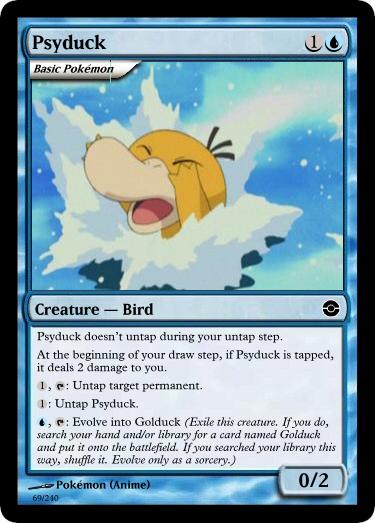 Psyduck 1
Basic Pokémon
Creature — Bird
Psyduck doesn't untap during your untap step.
At the beginning of your draw step, if Psyduck is tapped,
it deals 2 damage to you.
1, : Untap target permanent.
1: Untap Psyduck.
, : Evolve into Golduck (Exile this creature. If you do,
search your hand and/or library for a card named Golduck
and put it onto the battlefield. If you searched your library this
way, shuffle it. Evolve only as a sorcery.)
0/2
Pokémon (Anime)
69/240